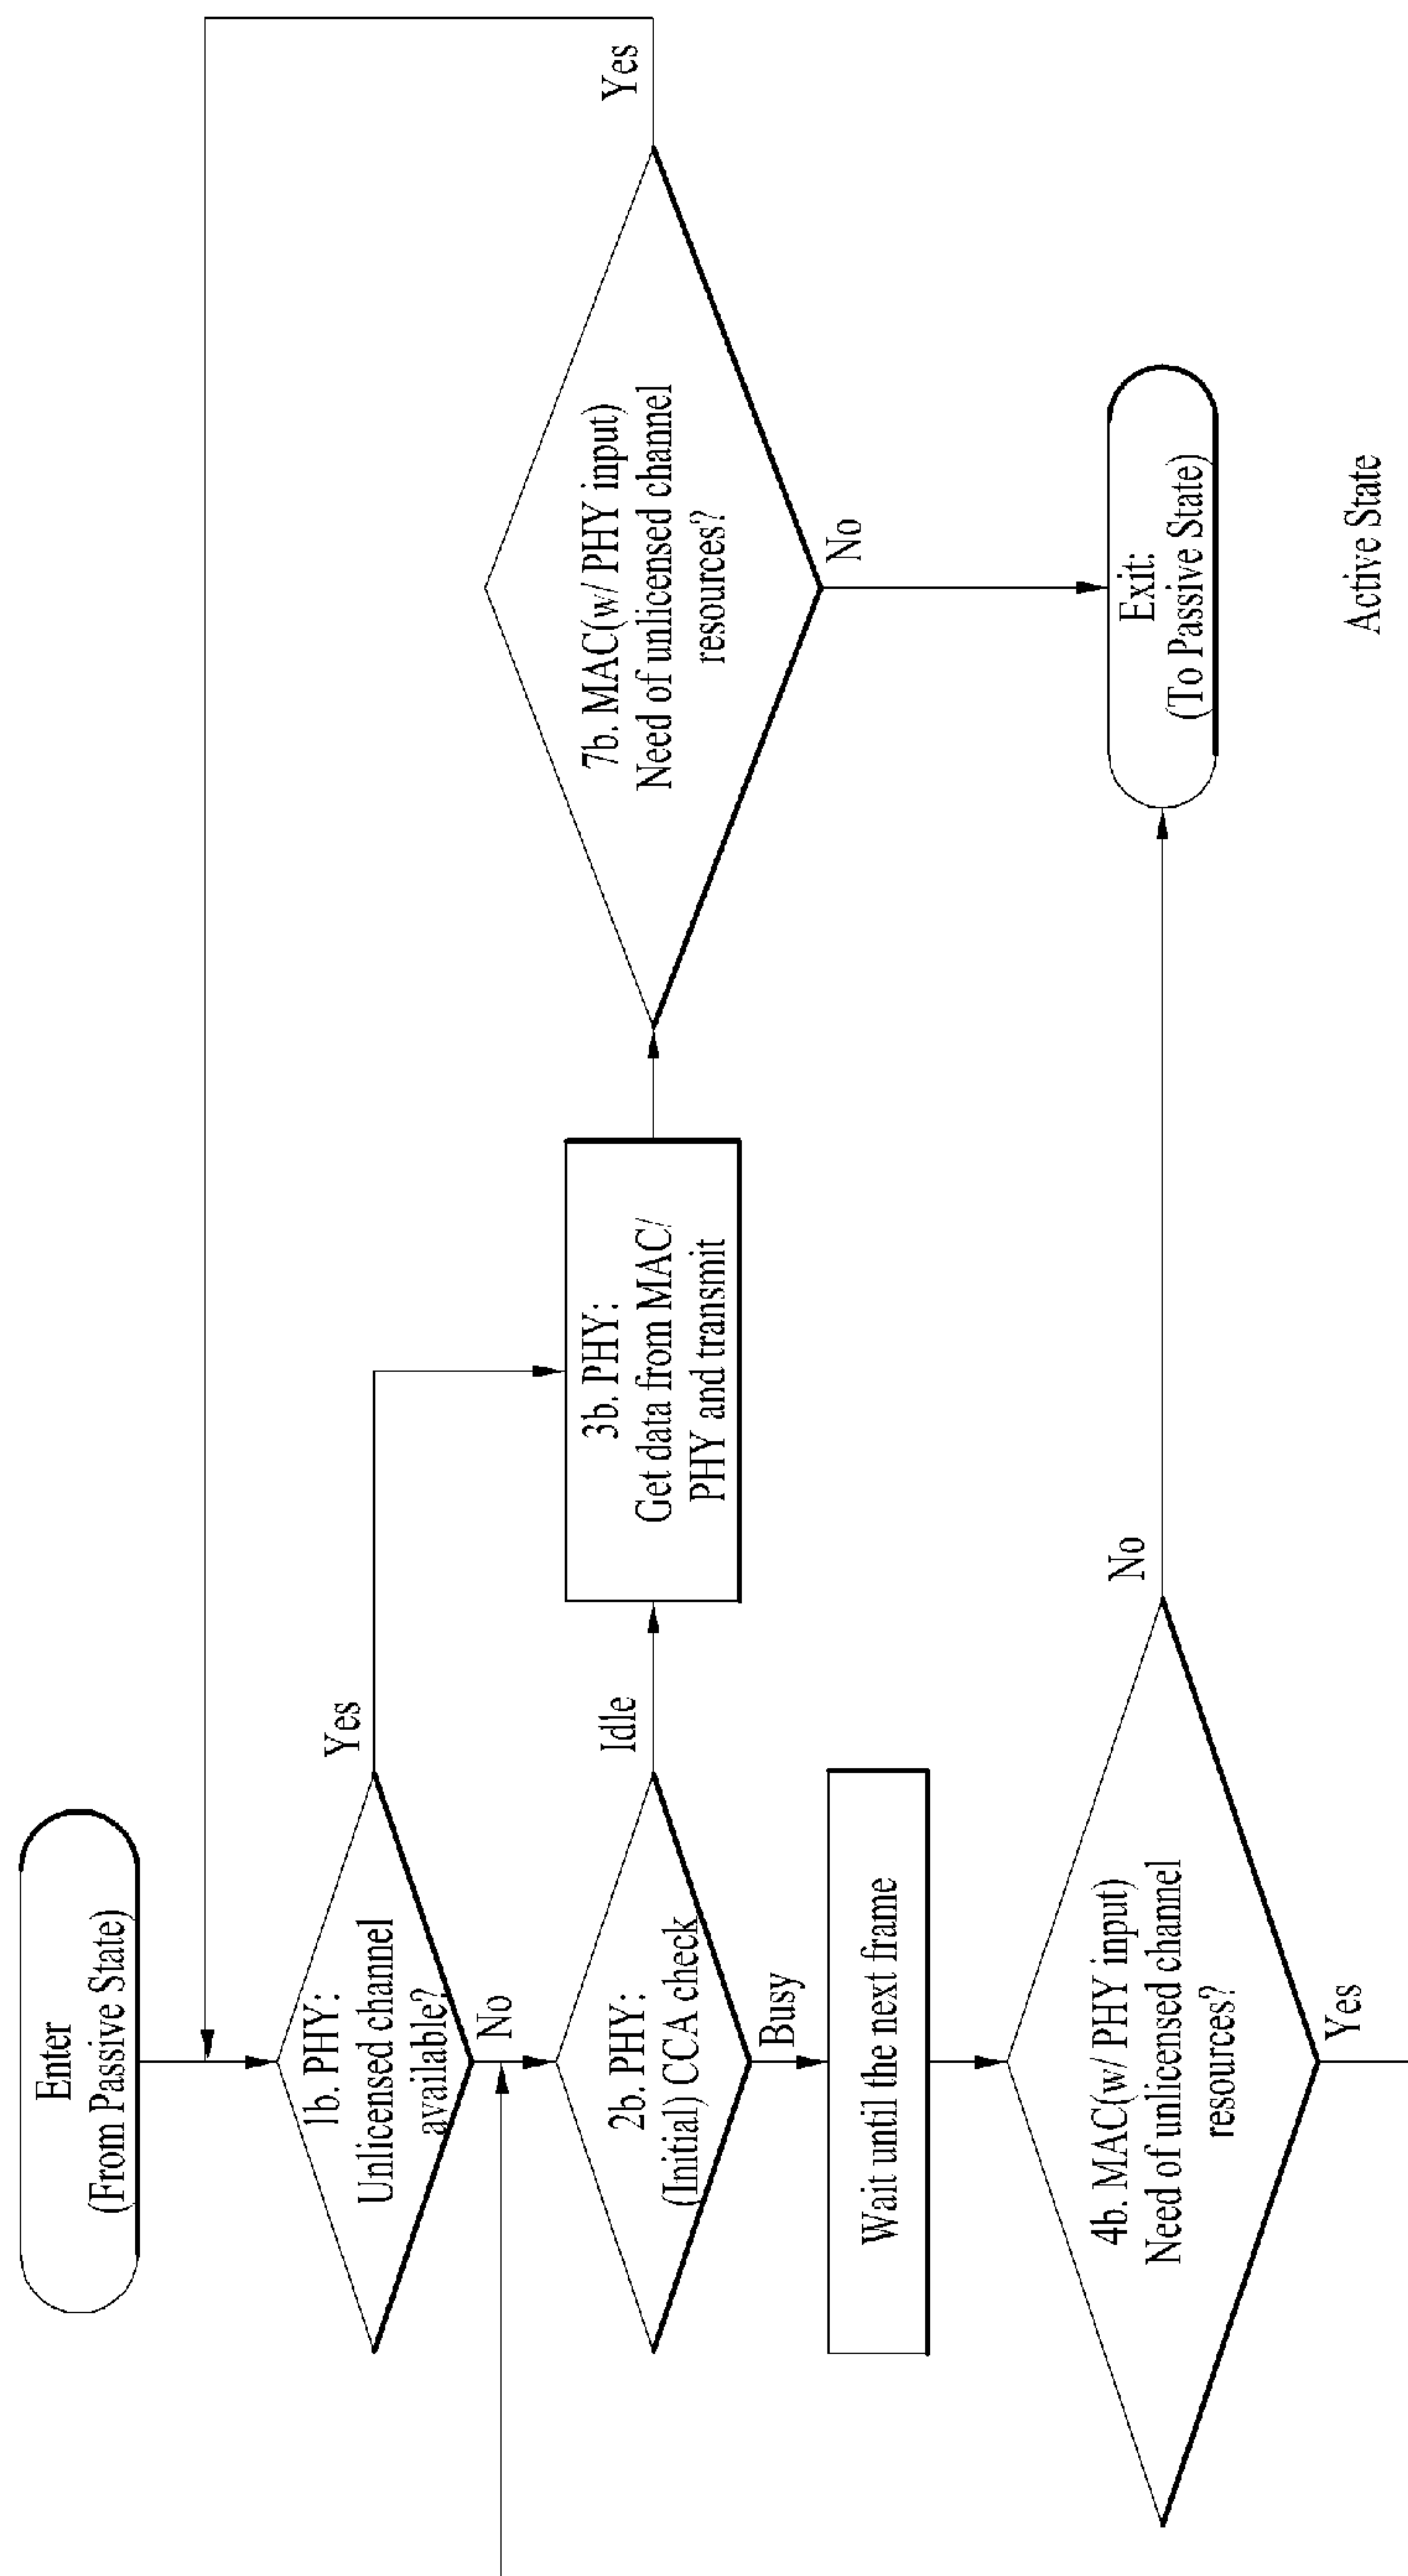 Enter
(From Passive State)
1b. PHY:
Unlicensed channel
available?
Yes
No
2b. PHY:
(Initial) CCA check
Idle
Busy
3b. PHY:
Get data from MAC/
PHY and transmit
7b. MAC(w/ PHY input)
Need of unlicensed channel
resources?
Yes
No
Wait until the next frame
4b. MAC(w/ PHY input)
Need of unlicensed channel
resources?
No
Yes
Exit:
(To Passive State)
Active State